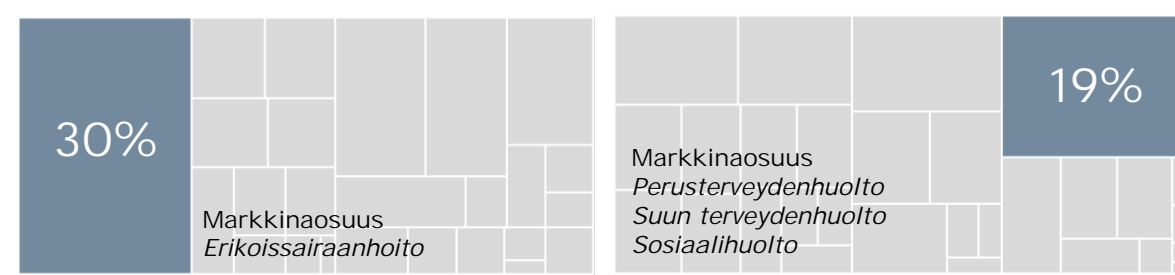 30%
Markkinaosuus
Erikoissairaanhoito
19%
Markkinaosuus
Perusterveydenhuolto
Suun terveydenhuolto
Sosiaalihuolto